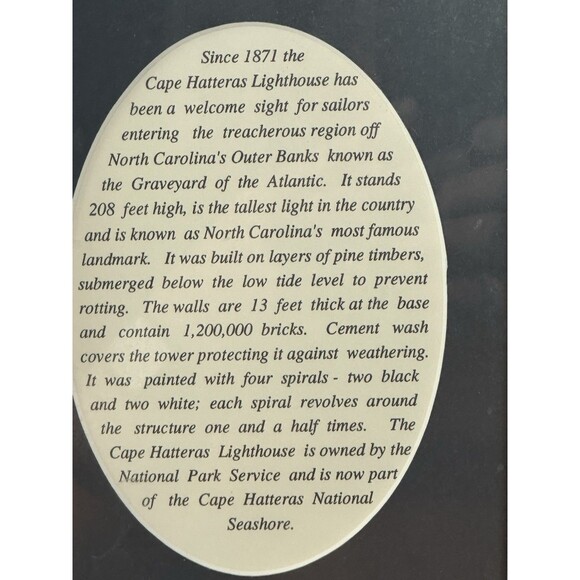 Since 1871 the
Cape Hatteras Lighthouse has
been a welcome sight for sailors
entering the treacherous region off
North Carolina's Outer Banks known as
the Graveyard of the Atlantic. It stands
208 feet high, is the tallest light in the country
and is known as North Carolina's most famous
landmark. It was built on layers of pine timbers,
submerged below the low tide level to prevent
rotting. The walls are 13 feet thick at the base
and contain 1,200,000 bricks. Cement wash
covers the tower protecting it against weathering.
It was painted with four spirals - two black
and two white; each spiral revolves around
the structure one and a half times. The
Cape Hatteras Lighthouse is owned by the
National Park Service and is now part
of the Cape Hatteras National
Seashore.